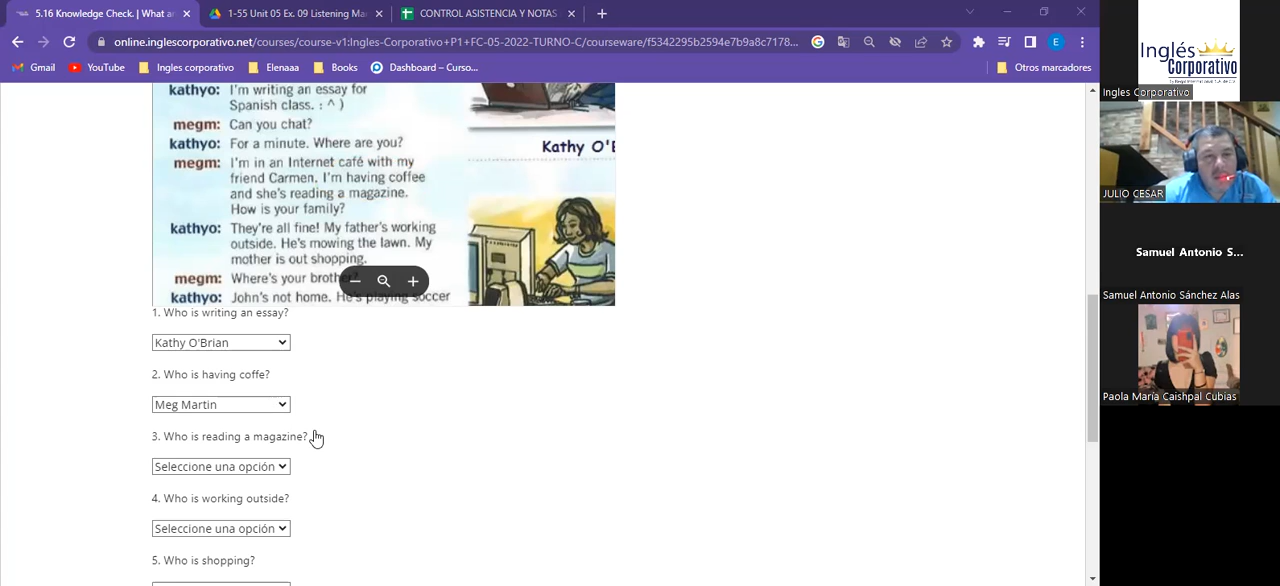 5.16 Knowledge Check. | What a
1-55 Unit 05 Ex. 09 Listening Ma
CONTROL ASISTENCIA Y NOTAS
online.inglescorporativo.net/courses/course-v1:Ingles-Corporativo+P1+FC-05-2022-TURNO-C/courseware/f5342295b2594e7b9a8c7178...
E
Gmail
YouTube
Ingles corporativo
Elenaaa
Books
Dashboard – Curso...
Otros marcadores
kathyo: I'm writing an essay for
Spanish class. : ^ )
megm: Can you chat?
kathyo: For a minute. Where are you?
megm: I'm in an Internet café with my
friend Carmen. I'm having coffee
and she's reading a magazine.
How is your family?
kathyo: They're all fine! My father's working
outside. He's mowing the lawn. My
mother is out shopping.
megm: Where's your brother?
kathyo: John's not home. He's playing soccer
Kathy O'B
1. Who is writing an essay?
Kathy O'Brian
2. Who is having coffe?
Meg Martin
3. Who is reading a magazine?
Seleccione una opción
4. Who is working outside?
Seleccione una opción
5. Who is shopping?
Inglés
Corporativo
Ingles Corporativo
JULIO CESAR
Samuel Antonio S...
Samuel Antonio Sánchez Alas
Paola María Caishpal Cubias